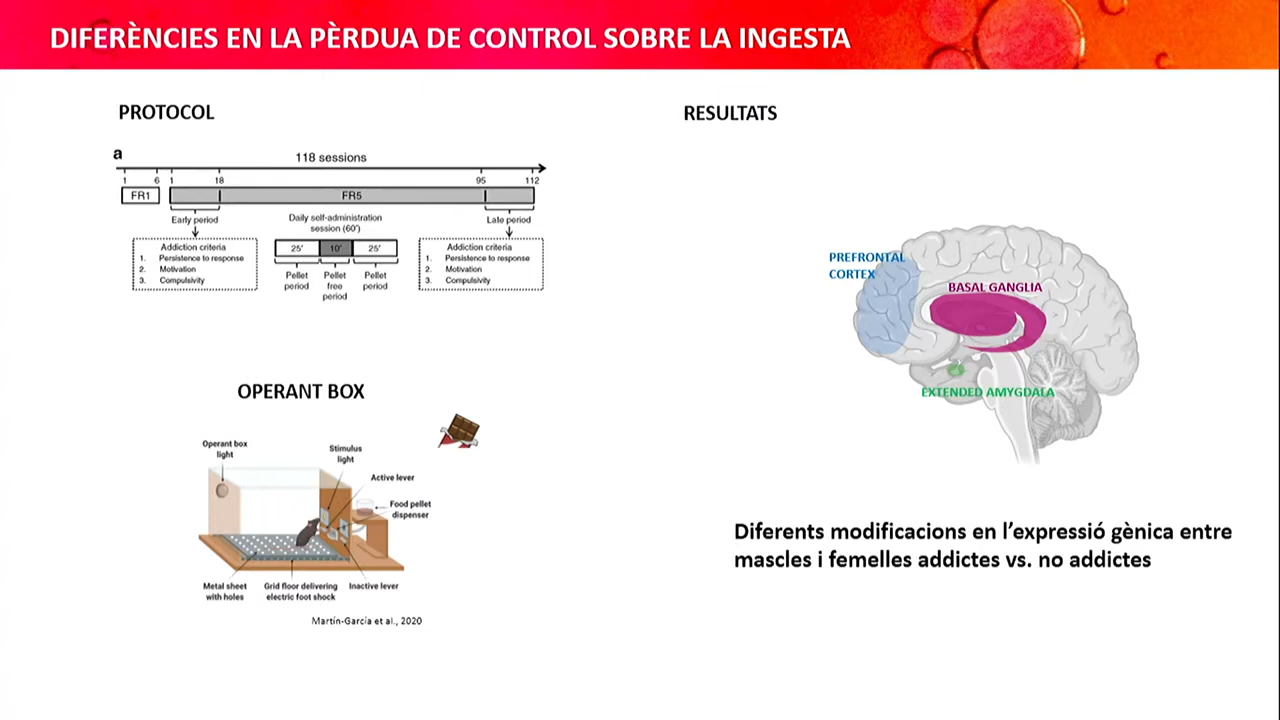 DIFERÈNCIES EN LA PÈRDUA DE CONTROL SOBRE LA INGESTA
PROTOCOL
a
118 sessions
1 6 1 18 95 112
FR1 FR5
Early period
Addiction criteria
1. Persistence to response
2. Motivation
3. Compulsivity
Daily self-administration
session (60')
25' 10' 25'
Pellet
period
Pellet
free
period
Pellet
period
Late period
Addiction criteria
1. Persistence to response
2. Motivation
3. Compulsivity
OPERANT BOX
Operant box
light
Stimulus
light
Active lever
Food pellet
dispenser
Metal sheet
with holes
Grid floor delivering
electric foot shock
Inactive lever
Martín-García et al., 2020
RESULTATS
PREFRONTAL
CORTEX
BASAL GANGLIA
EXTENDED AMYGDALA
Diferents modificacions en l'expressió gènica entre
mascles i femelles addictes vs. no addictes